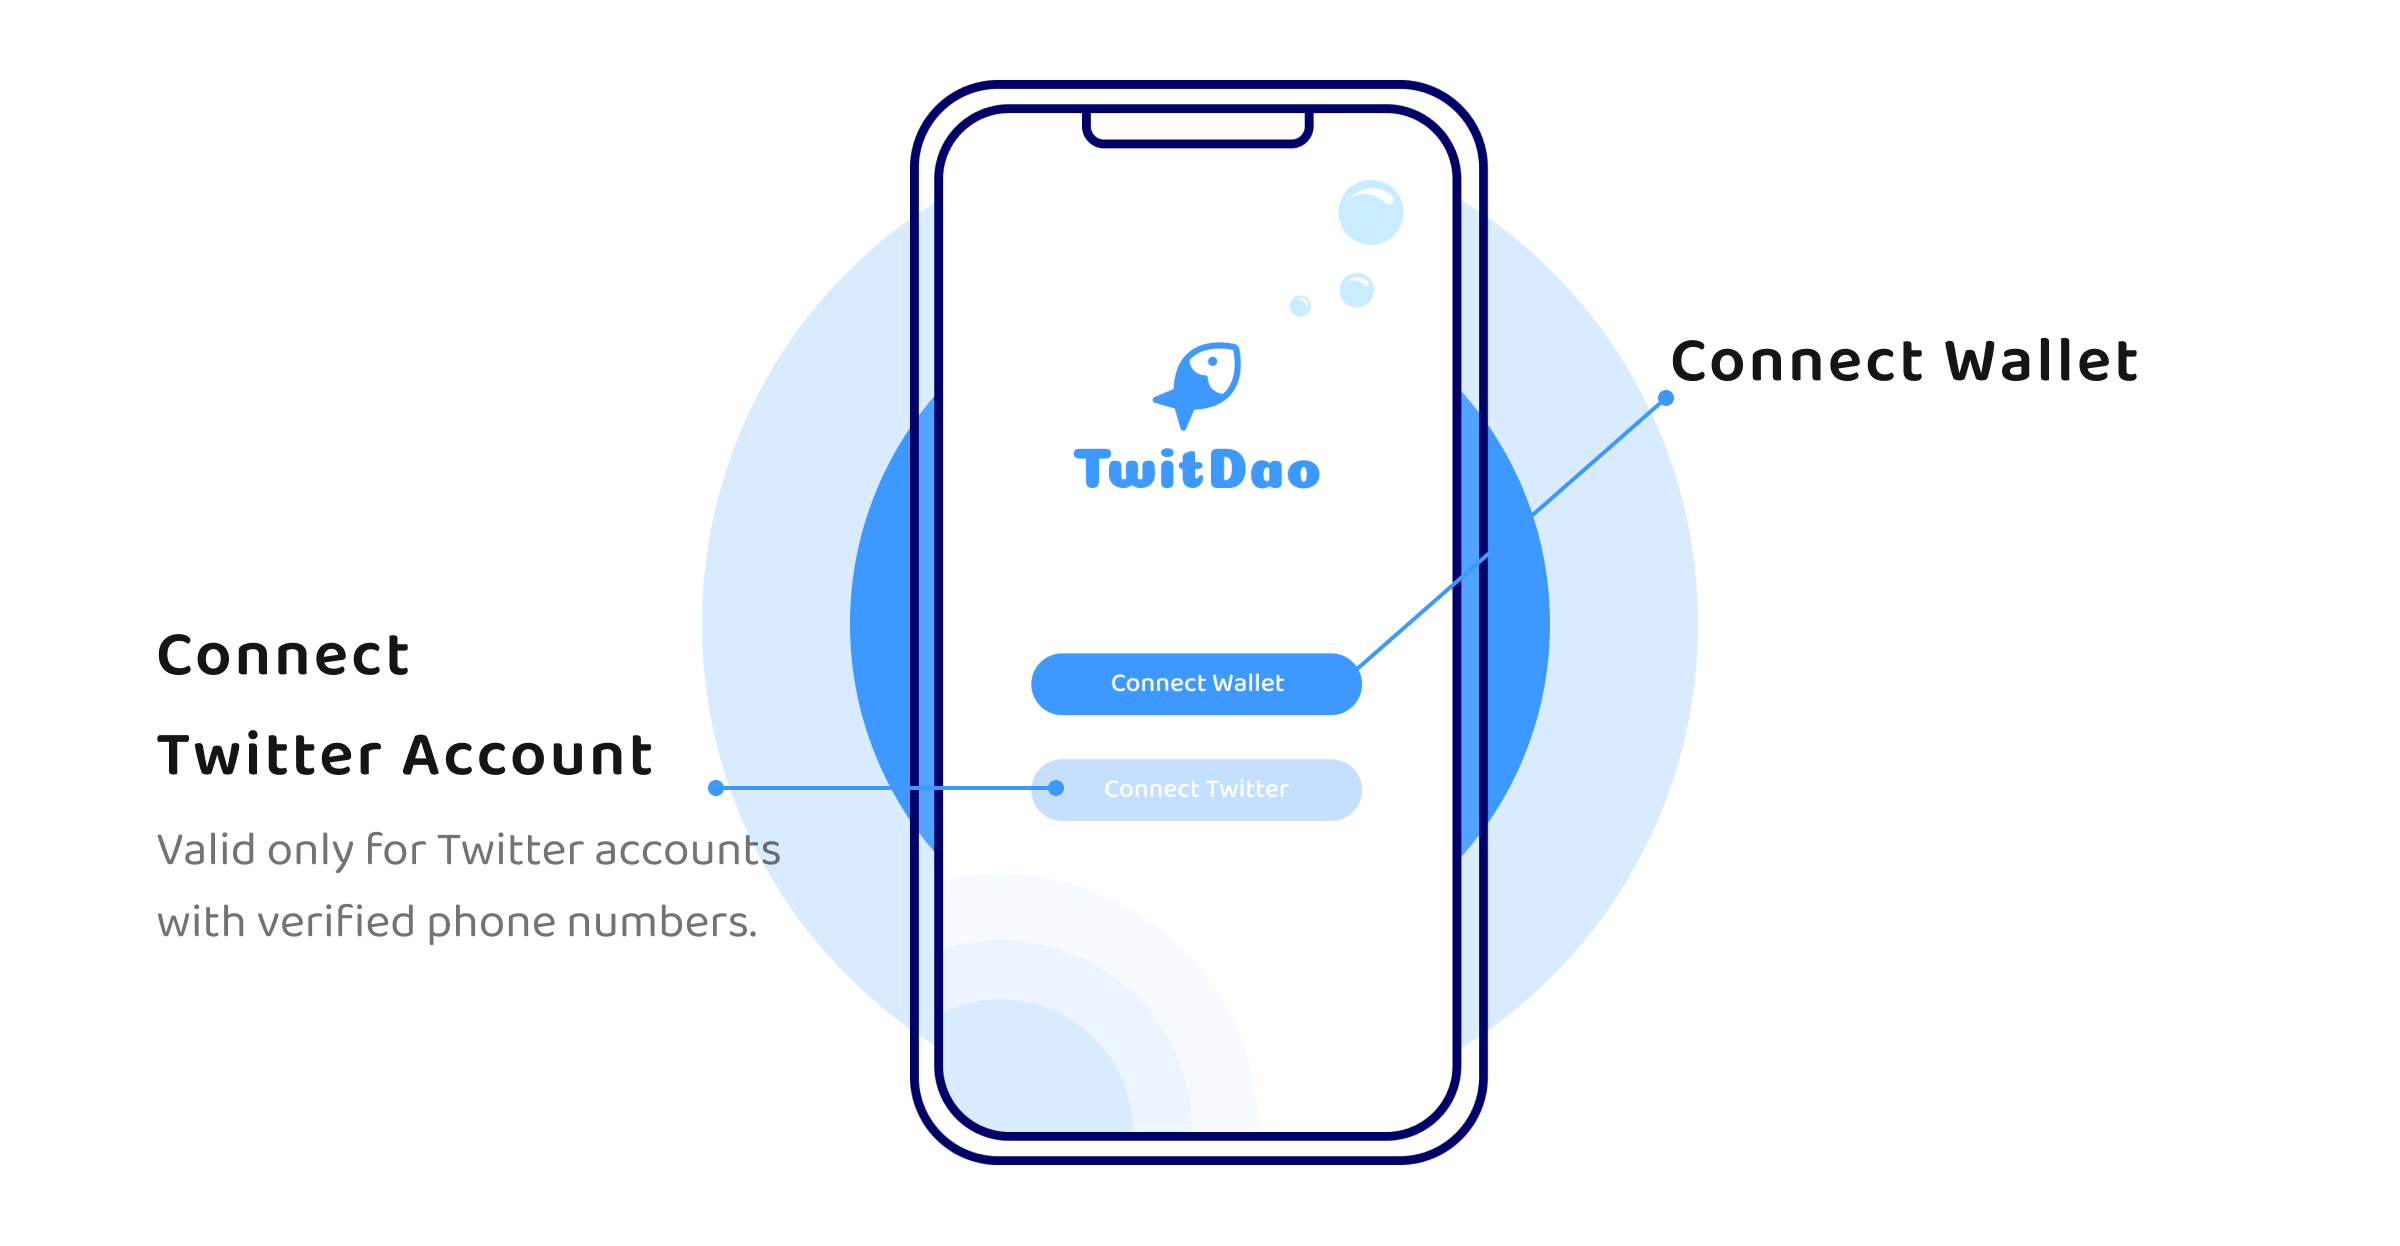 TwitDao
Connect Wallet
Connect Wallet
Connect Twitter
Connect
Twitter Account
Valid only for Twitter accounts
with verified phone numbers.